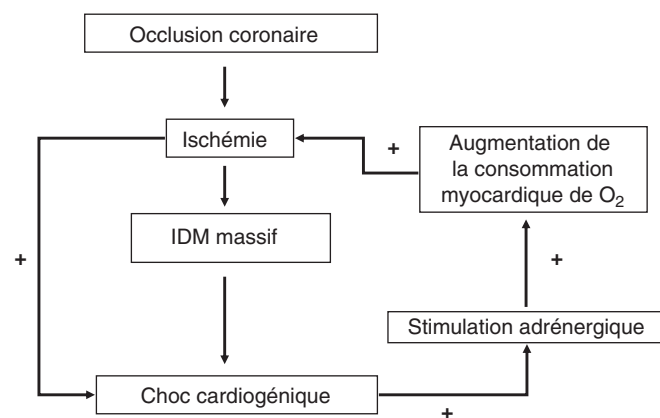 Occlusion coronaire
Ischémie
+
Augmentation de
la consommation
myocardique de O₂
IDM massif
+
+
Stimulation adrénergique
Choc cardiogénique
+